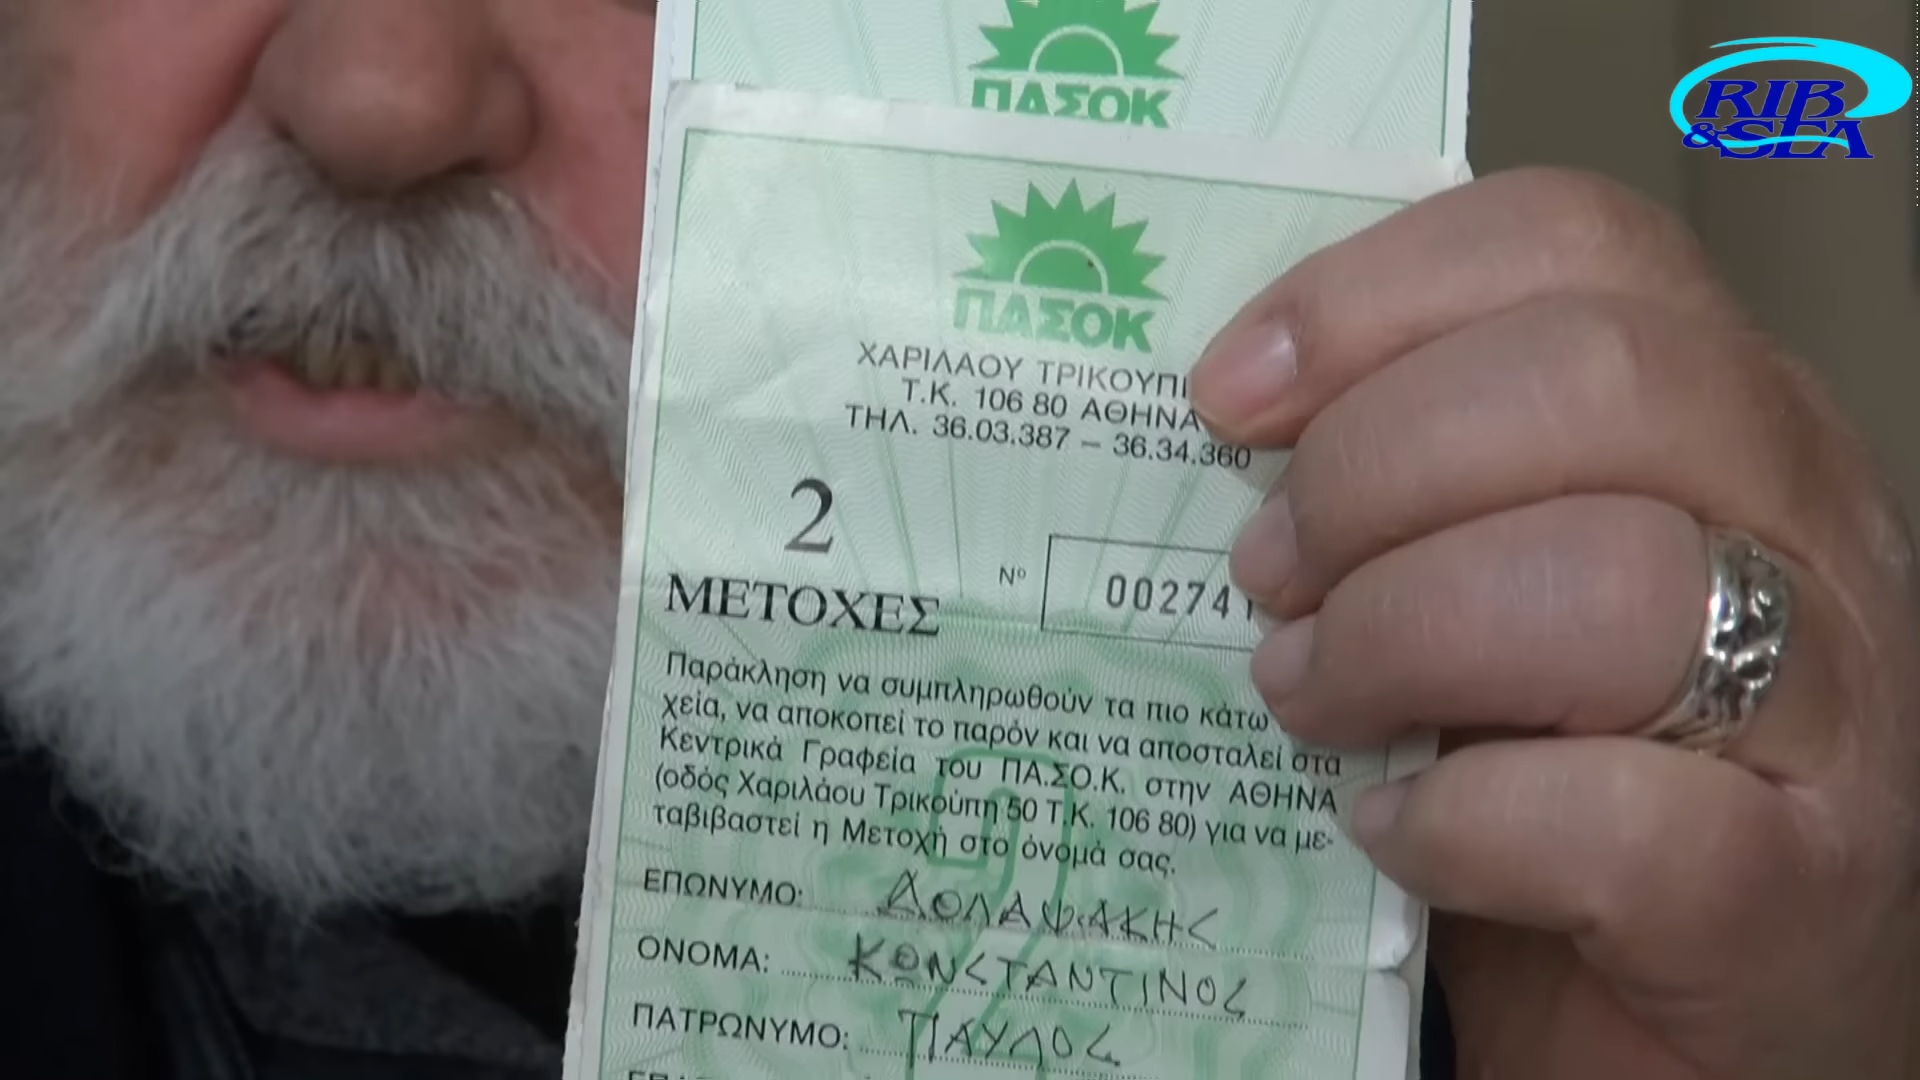 ΠΑΣΟΚ
RIB
&SEA
ΠΑΣΟΚ
ΧΑΡΙΛΑΟΥ ΤΡΙΚΟΥΠΙ
Τ.Κ. 106 80 ΑΘΗΝΑ
ΤΗΛ. 36.03.387 – 36.34.360
2
ΜΕΤΟΧΕΣ
Νº 00274
Παράκληση να συμπληρωθούν τα πιο κάτω
χεία, να αποκοπεί το παρόν και να αποσταλεί στα
Κεντρικά Γραφεία του ΠΑ.ΣΟ.Κ. στην ΑΘΗΝΑ
(οδός Χαριλάου Τρικούπη 50 Τ.Κ. 106 80) για να με-
ταβιβαστεί η Μετοχή στο όνομά σας.
ΕΠΩΝΥΜΟ: ΔΟΛΑΨΑΚΗΣ
ΟΝΟΜΑ: ΚΩΝΣΤΑΝΤΙΝΟΣ
ΠΑΤΡΩΝΥΜΟ: ΠΑΥΛΟΣ